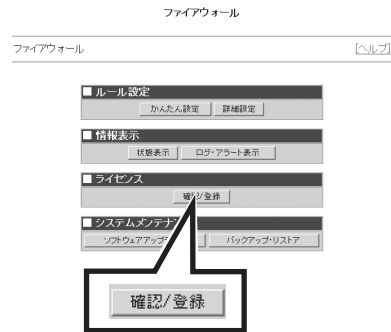 ファイアウォール
ファイアウォール [ヘルプ]
■ ルール設定
かんたん設定 詳細設定
■ 情報表示
状態表示 ログ・アラート表示
■ ライセンス
確認/登録
■ システムメンテナ
ソフトウェアアップ バックアップ・リストア
確認/登録